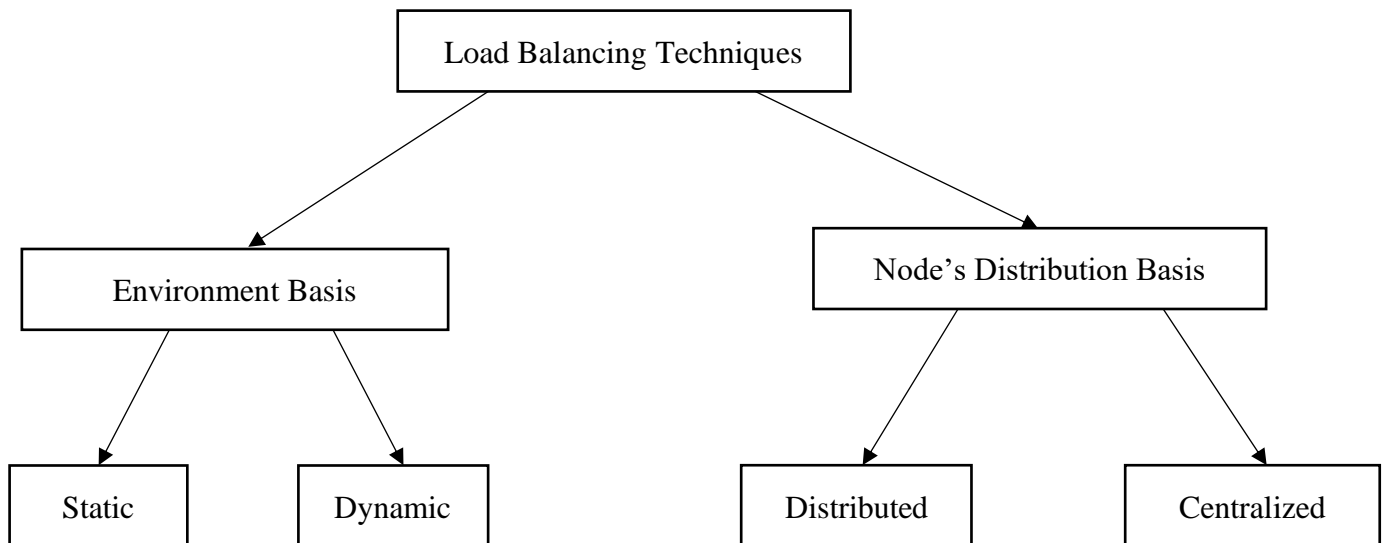 Load Balancing Techniques
Environment Basis
Node’s Distribution Basis
Static
Dynamic
Distributed
Centralized